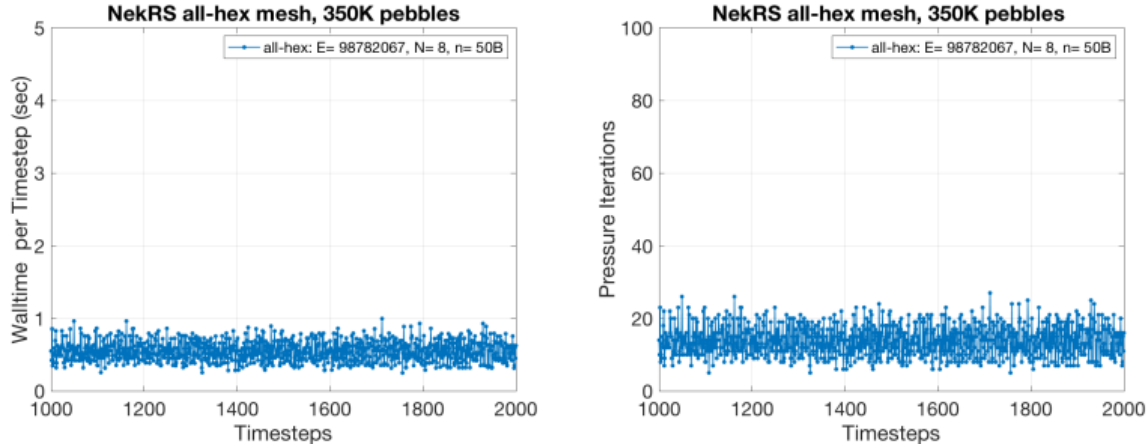 NekRS all-hex mesh, 350K pebbles
all-hex: E= 98782067, N= 8, n= 50B
Walltime per Timestep (sec)
5
4
3
2
1
0
1000 1200 1400 1600 1800 2000
Timesteps
NekRS all-hex mesh, 350K pebbles
all-hex: E= 98782067, N= 8, n= 50B
Pressure Iterations
100
80
60
40
20
0
1000 1200 1400 1600 1800 2000
Timesteps